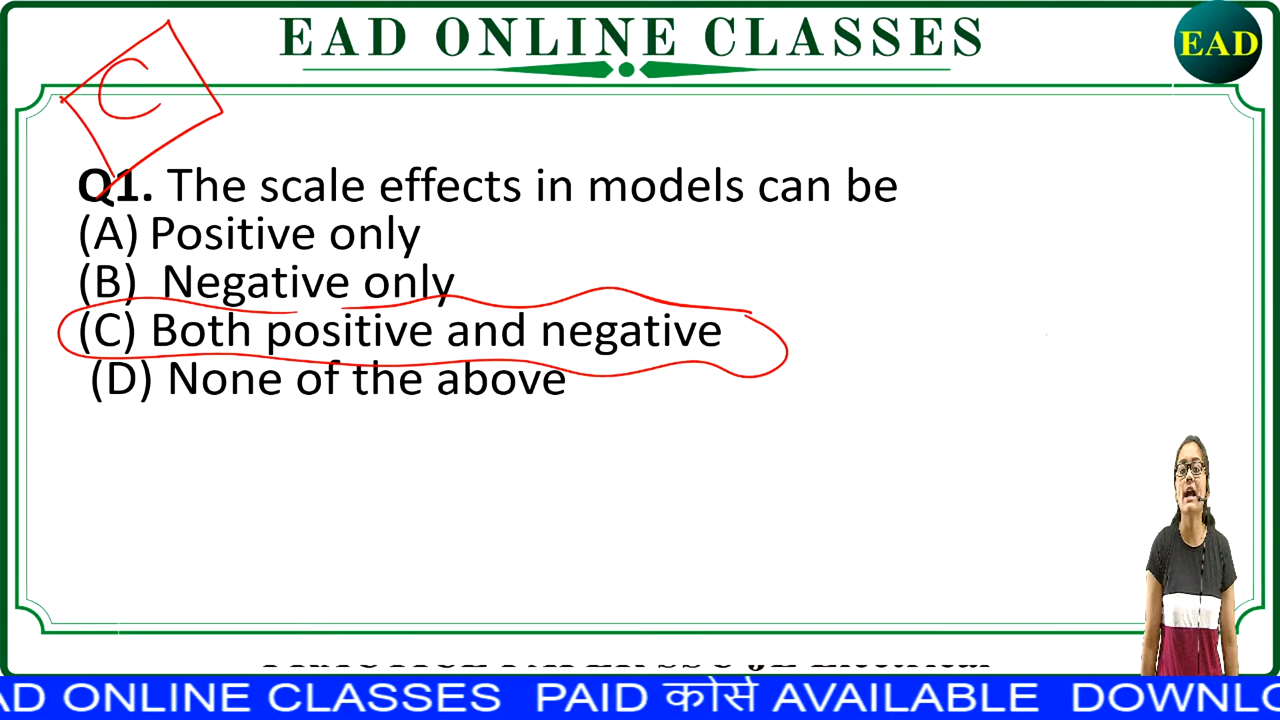 EAD ONLINE CLASSES
EAD
C
Q1. The scale effects in models can be
(A) Positive only
(B) Negative only
(C) Both positive and negative
(D) None of the above
AD ONLINE CLASSES PAID कोर्स AVAILABLE DOWNLO